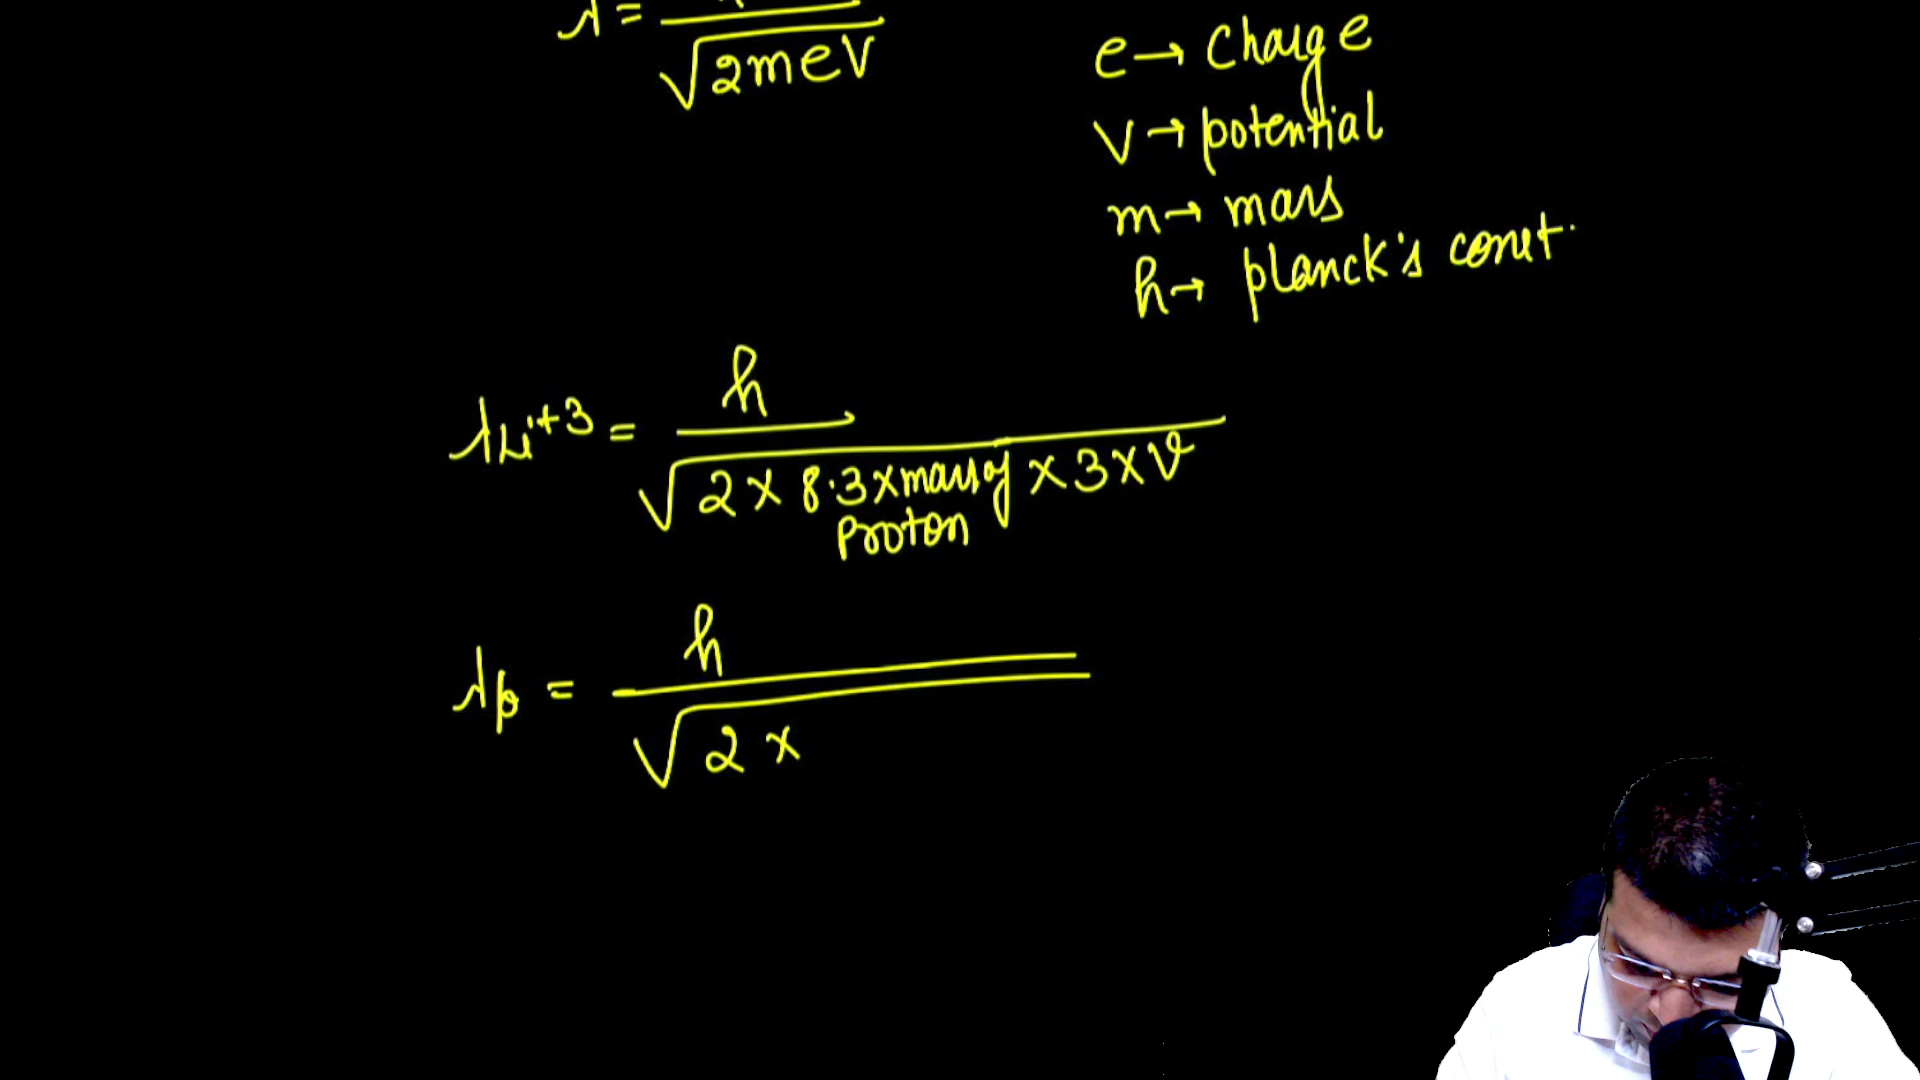 λ =
√2meV
e → charge
V → potential
m → mass
h → planck's const.
λLi+3 = h
√2 x 8.3 x mass of x 3 x V
proton
λp = h
√2 x